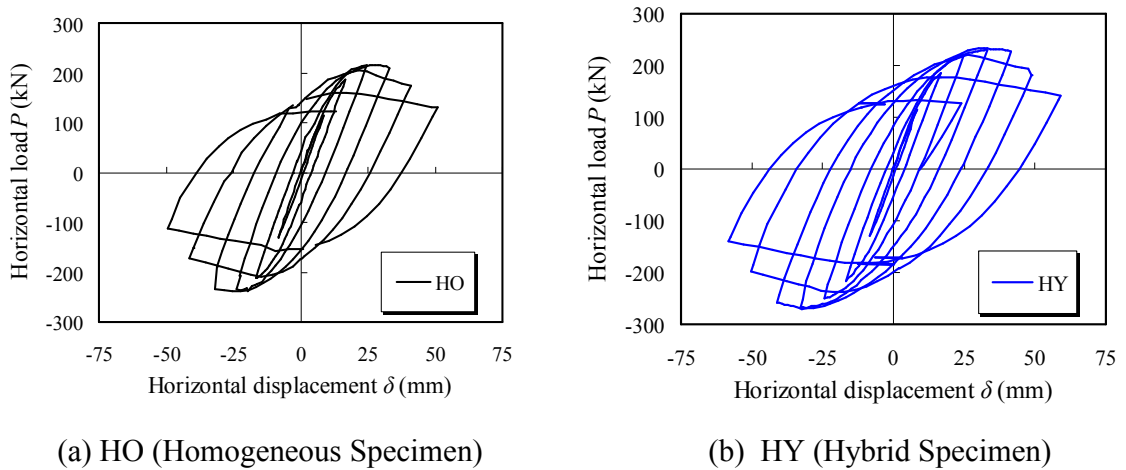 300
200
100
0
-100
-200
-300
-75 -50 -25 0 25 50 75
Horizontal load P (kN)
Horizontal displacement δ (mm)
HO
(a) HO (Homogeneous Specimen)
300
200
100
0
-100
-200
-300
-75 -50 -25 0 25 50 75
Horizontal load P (kN)
Horizontal displacement δ (mm)
HY
(b) HY (Hybrid Specimen)